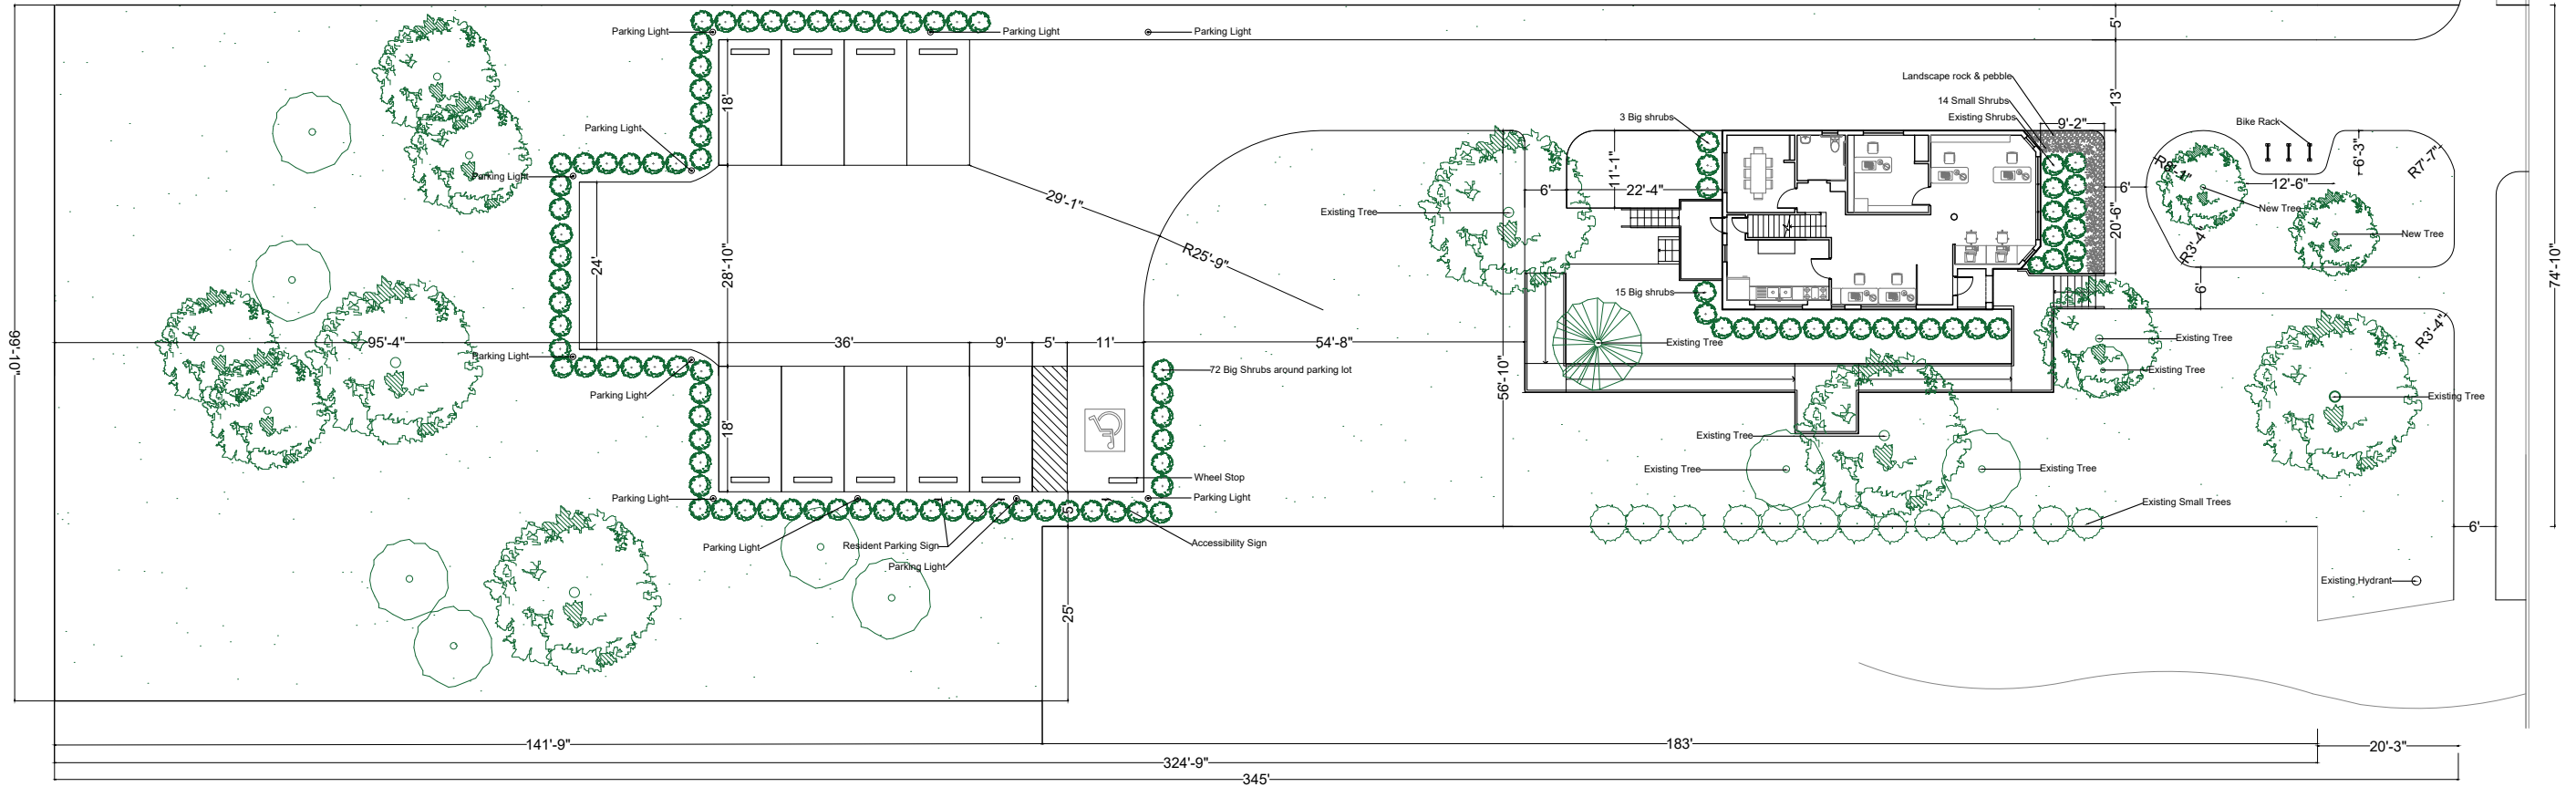 5'
Parking Light
Parking Light
Parking Light
Landscape rock & pebble
18'
13'
14 Small Shrubs
3 Big shrubs
Existing Shrubs
9'-2"
Bike Rack
Parking Light
6'-3"
R7'-7"
R8'-1"
Parking Light
11'-1"
6'
22'-4"
6'
12'-6"
29'-1"
New Tree
Existing Tree
20'-6"
New Tree
R3'-4
R25'-9"
24'
28'-10"
74'-10"
15 Big shrubs
6'
99'-10"
95'-4"
Parking Light
36'
9'
5'
11'
54'-8"
Existing Tree
Existing Tree
R3'-4"
72 Big Shrubs around parking lot
Existing Tree
Parking Light
56'-10"
Existing Tree
18'
Existing Tree
Existing Tree
Existing Tree
Wheel Stop
Parking Light
Parking Light
Existing Small Trees
5'
6'
Parking Light
Resident Parking Sign
Accessibility Sign
Parking Light
Existing Hydrant
25'
141'-9"
183'
20'-3"
324'-9"
345'